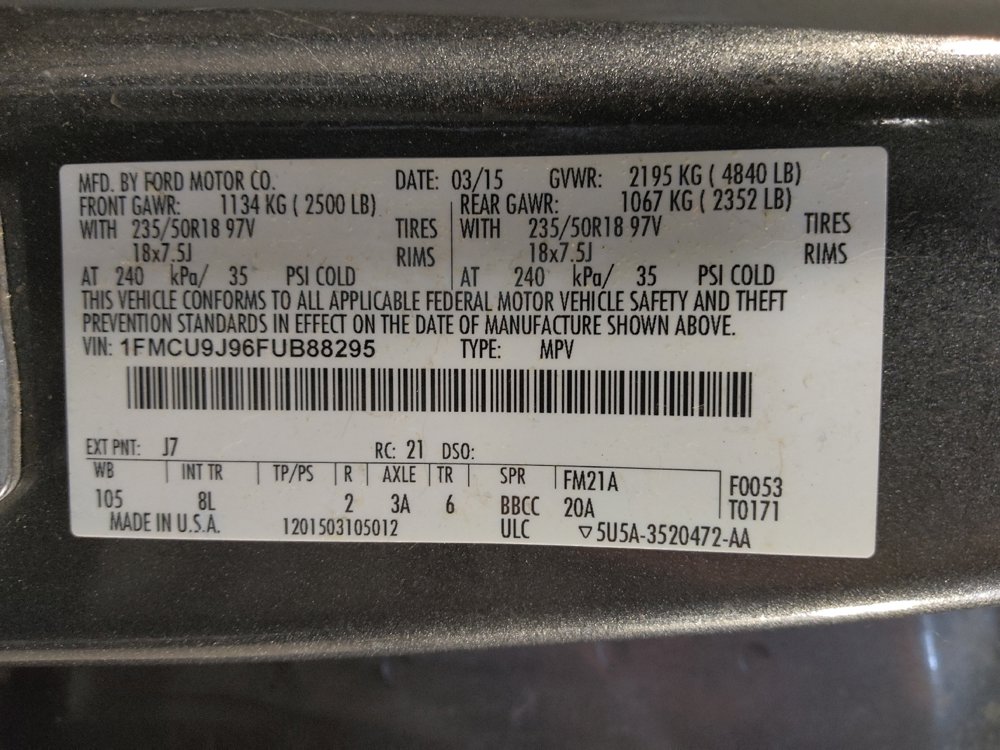 MFD. BY FORD MOTOR CO. DATE: 03/15 GVWR: 2195 KG ( 4840 LB)
FRONT GAWR: 1134 KG ( 2500 LB) REAR GAWR: 1067 KG ( 2352 LB)
WITH 235/50R18 97V TIRES WITH 235/50R18 97V TIRES
18x7.5J RIMS 18x7.5J RIMS
AT 240 kPa/ 35 PSI COLD AT 240 kPa/ 35 PSI COLD
THIS VEHICLE CONFORMS TO ALL APPLICABLE FEDERAL MOTOR VEHICLE SAFETY AND THEFT
PREVENTION STANDARDS IN EFFECT ON THE DATE OF MANUFACTURE SHOWN ABOVE.
VIN: 1FMCU9J96FUB88295 TYPE: MPV
EXT PNT: J7 RC: 21 DSO:
WB INT TR TP/PS R AXLE TR SPR FM21A F0053
105 8L 2 3A 6 BBCC 20A T0171
MADE IN U.S.A. 1201503105012 ULC ▽5U5A-3520472-AA